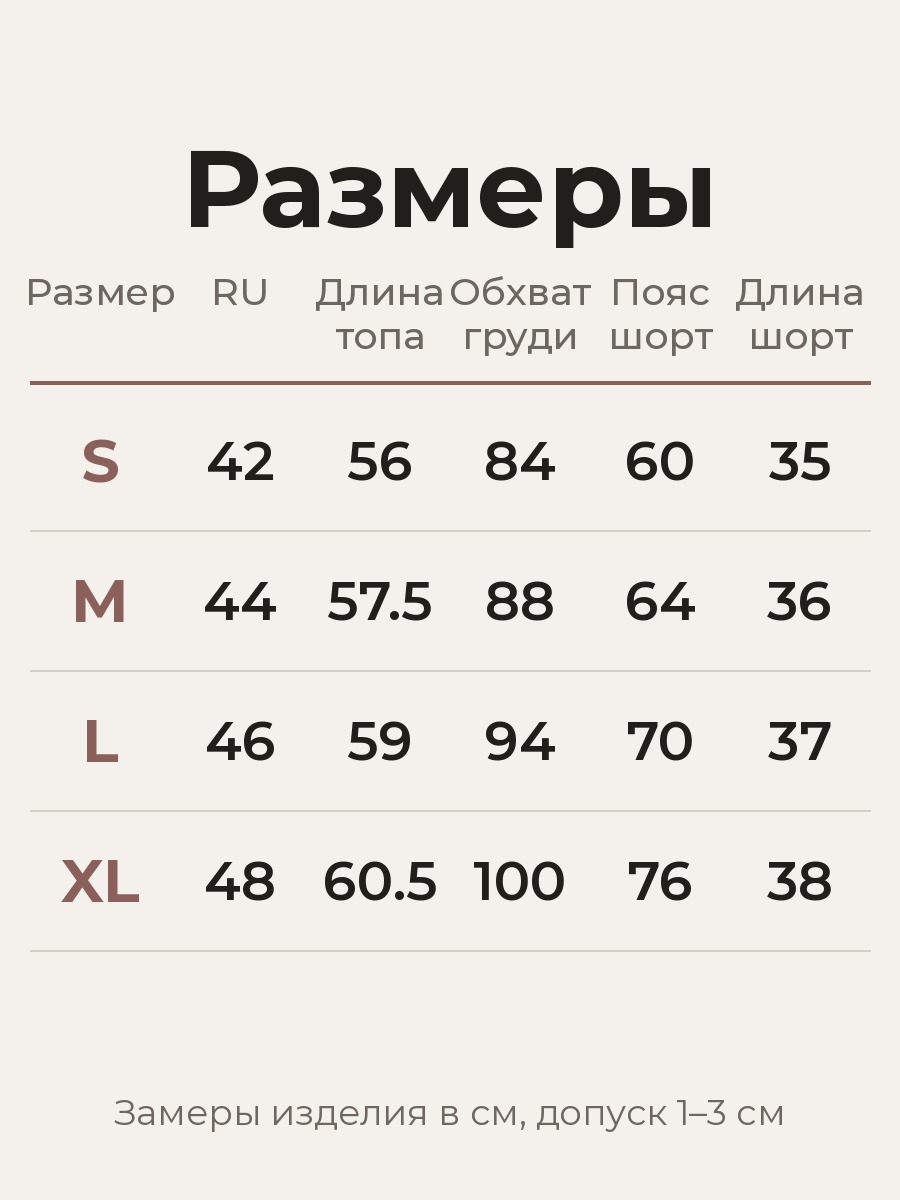 Размеры
Размер RU Длина Обхват Пояс Длина
топа груди шорт шорт
S 42 56 84 60 35
M 44 57.5 88 64 36
L 46 59 94 70 37
XL 48 60.5 100 76 38
Замеры изделия в см, допуск 1–3 см